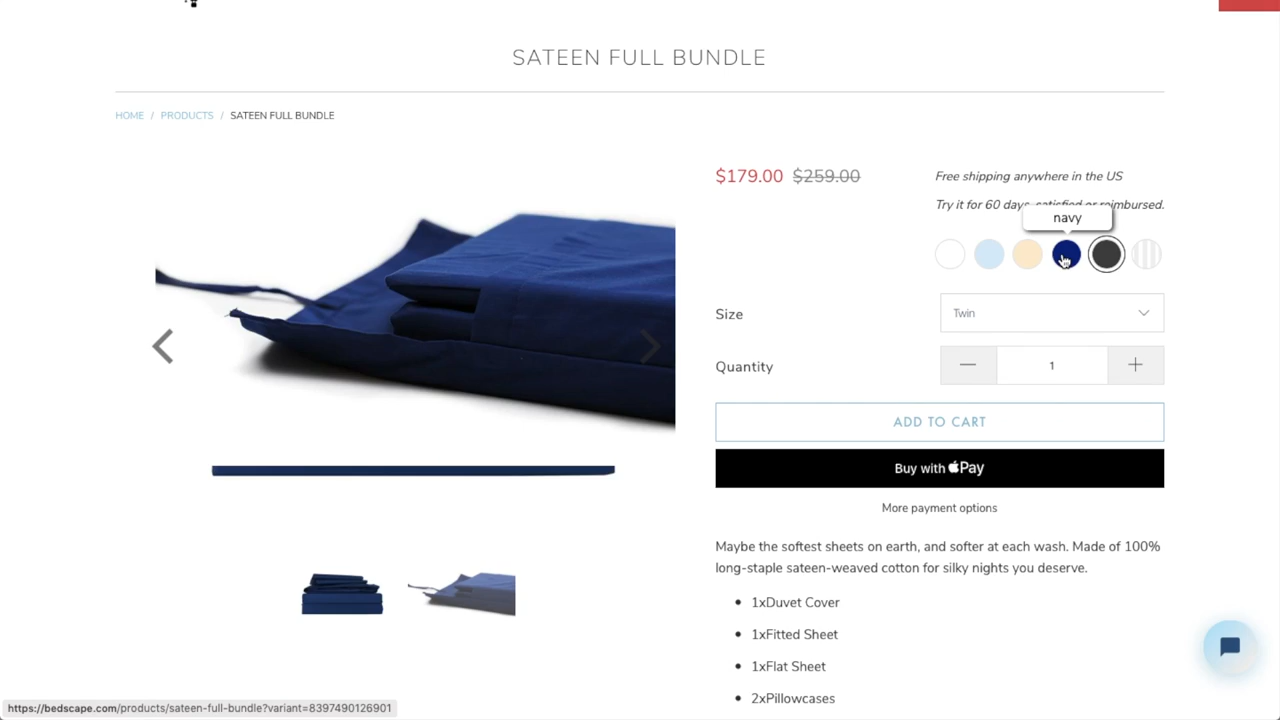 SATEEN FULL BUNDLE
HOME / PRODUCTS / SATEEN FULL BUNDLE
$179.00 $259.00
Free shipping anywhere in the US
Try it for 60 days, satisfied or reimbursed.
navy
Size
Twin
Quantity
1
ADD TO CART
Buy with Pay
More payment options
Maybe the softest sheets on earth, and softer at each wash. Made of 100%
long-staple sateen-weaved cotton for silky nights you deserve.
• 1xDuvet Cover
• 1xFitted Sheet
• 1xFlat Sheet
• 2xPillowcases
https://bedscape.com/products/sateen-full-bundle?variant=8397490126901